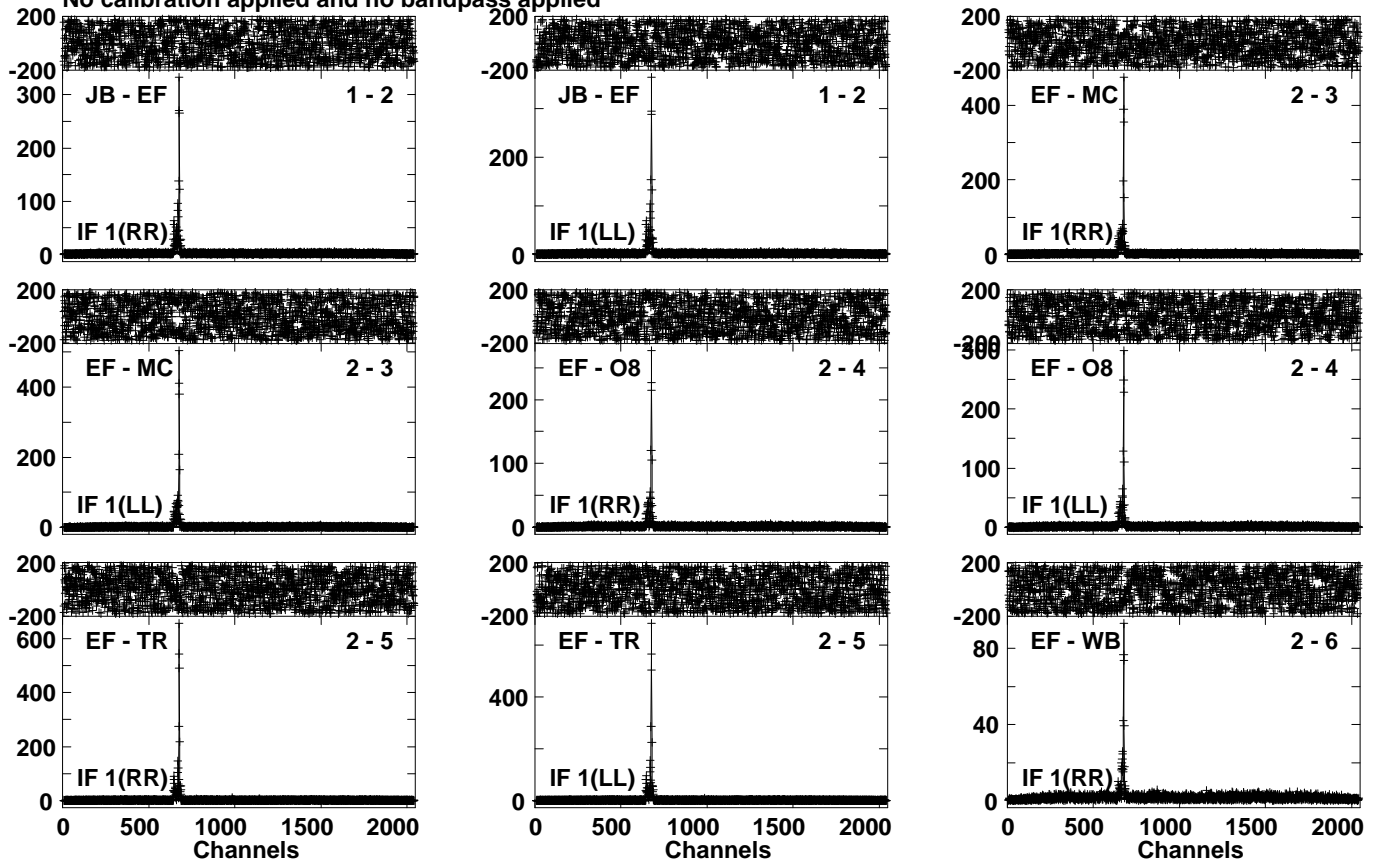 No calibration applied and no bandpass applied
200 200 200
-200 -200 -200
JB - EF 1 - 2 JB - EF 1 - 2 EF - MC 2 - 3
300
400
200 200
200
100
IF 1(RR) IF 1(LL) IF 1(RR)
0 0 0
200 200 200
-200 -200 -200
300
EF - MC 2 - 3 EF - O8 2 - 4 EF - O8 2 - 4
400 200 200
200 100 100
IF 1(LL) IF 1(RR) IF 1(LL)
0 0 0
200 200 200
-200 -200 -200
EF - TR 2 - 5 EF - TR 2 - 5 EF - WB 2 - 6
600 80
400 400 40
200
IF 1(RR) IF 1(LL) IF 1(RR)
0 0 0
0 500 1000 1500 2000 0 500 1000 1500 2000 0 500 1000 1500 2000
Channels Channels Channels